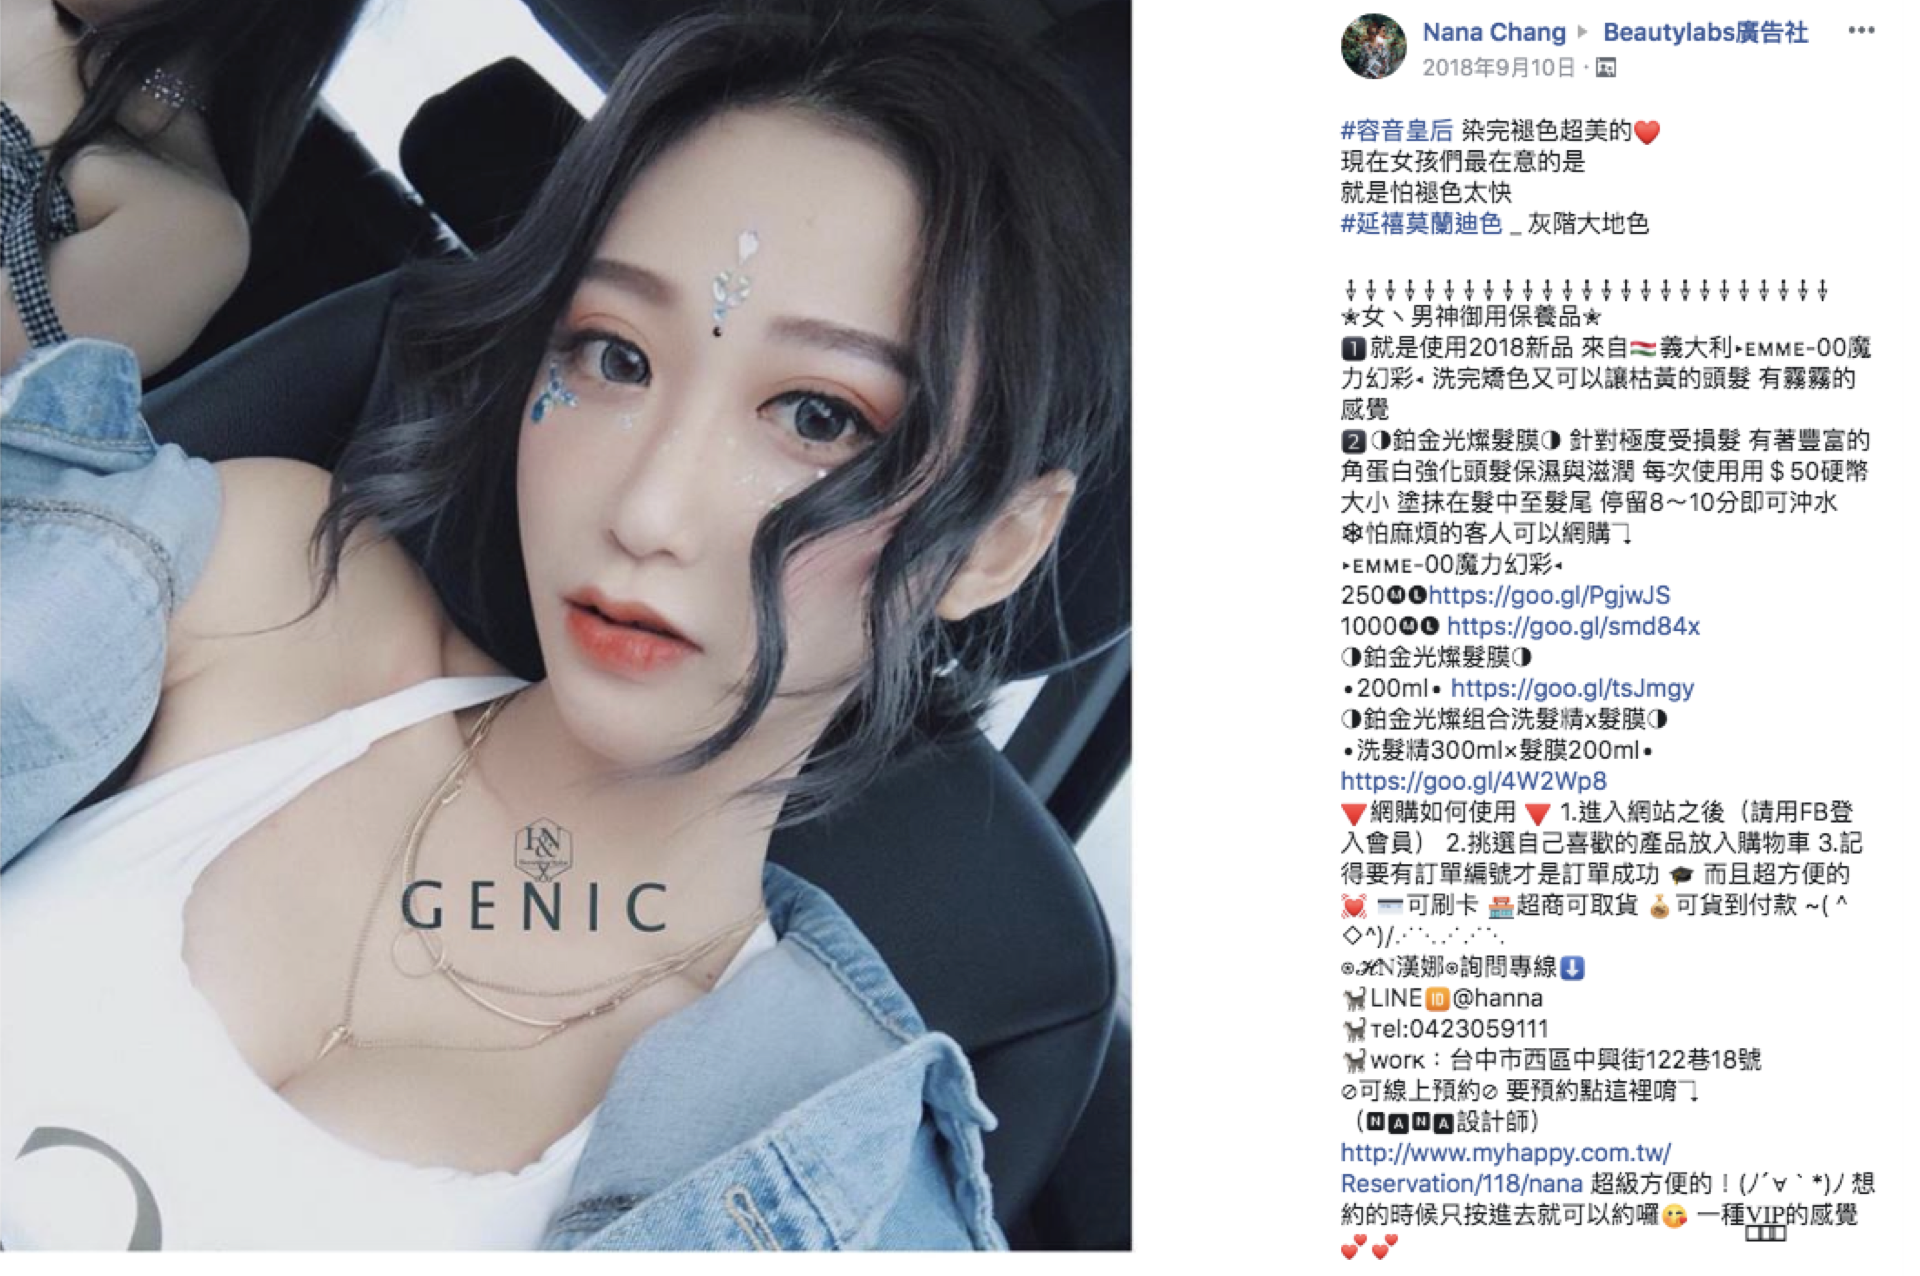 Nana Chang ▸ Beautylabs廣告社
2018年9月10日
#容音皇后 染完褪色超美的❤️
現在女孩們最在意的是
就是怕褪色太快
#延禧莫蘭迪色 _ 灰階大地色
⇟⇟⇟⇟⇟⇟⇟⇟⇟⇟⇟⇟⇟⇟⇟⇟⇟⇟⇟⇟⇟⇟⇟⇟⇟
✭女丶男神御用保養品✭
1️⃣就是使用2018新品 來自🇭🇺義大利▸ᴇᴍᴍᴇ-00魔
力幻彩◂ 洗完矯色又可以讓枯黃的頭髮 有霧霧的
感覺
2️⃣◑鉑金光燦髮膜◑ 針對極度受損髮 有著豐富的
角蛋白強化頭髮保濕與滋潤 每次使用用＄50硬幣
大小 塗抹在髮中至髮尾 停留8～10分即可沖水
❄怕麻煩的客人可以網購⤵
▸ᴇᴍᴍᴇ-00魔力幻彩◂
250🅜🅛https://goo.gl/PgjwJS
1000🅜🅛 https://goo.gl/smd84x
◑鉑金光燦髮膜◑
•200ml• https://goo.gl/tsJmgy
◑鉑金光燦组合洗髮精x髮膜◑
•洗髮精300ml×髮膜200ml•
https://goo.gl/4W2Wp8
🔻網購如何使用 🔻 1.進入網站之後（請用FB登
入會員） 2.挑選自己喜歡的產品放入購物車 3.記
得要有訂單編號才是訂單成功 🎓 而且超方便的
💓 💳可刷卡 🏪超商可取貨 💰可貨到付款 ~( ^
◇^)/⋰˙˙⋱⋰⋰˙˙⋱
⍟ℋN漢娜⍟詢問專線⬇️
🐈LINE🆔@hanna
🐈тel:0423059111
🐈worĸ：台中市西區中興街122巷18號
⊘可線上預約⊘ 要預約點這裡唷⤵
（🅽🅰🅽🅰設計師）
http://www.myhappy.com.tw/
Reservation/118/nana 超級方便的！(ﾉ´∀｀*)ﾉ 想
約的時候只按進去就可以約囉😘 一種VIP的感覺
💕 💕
H&N
GENIC